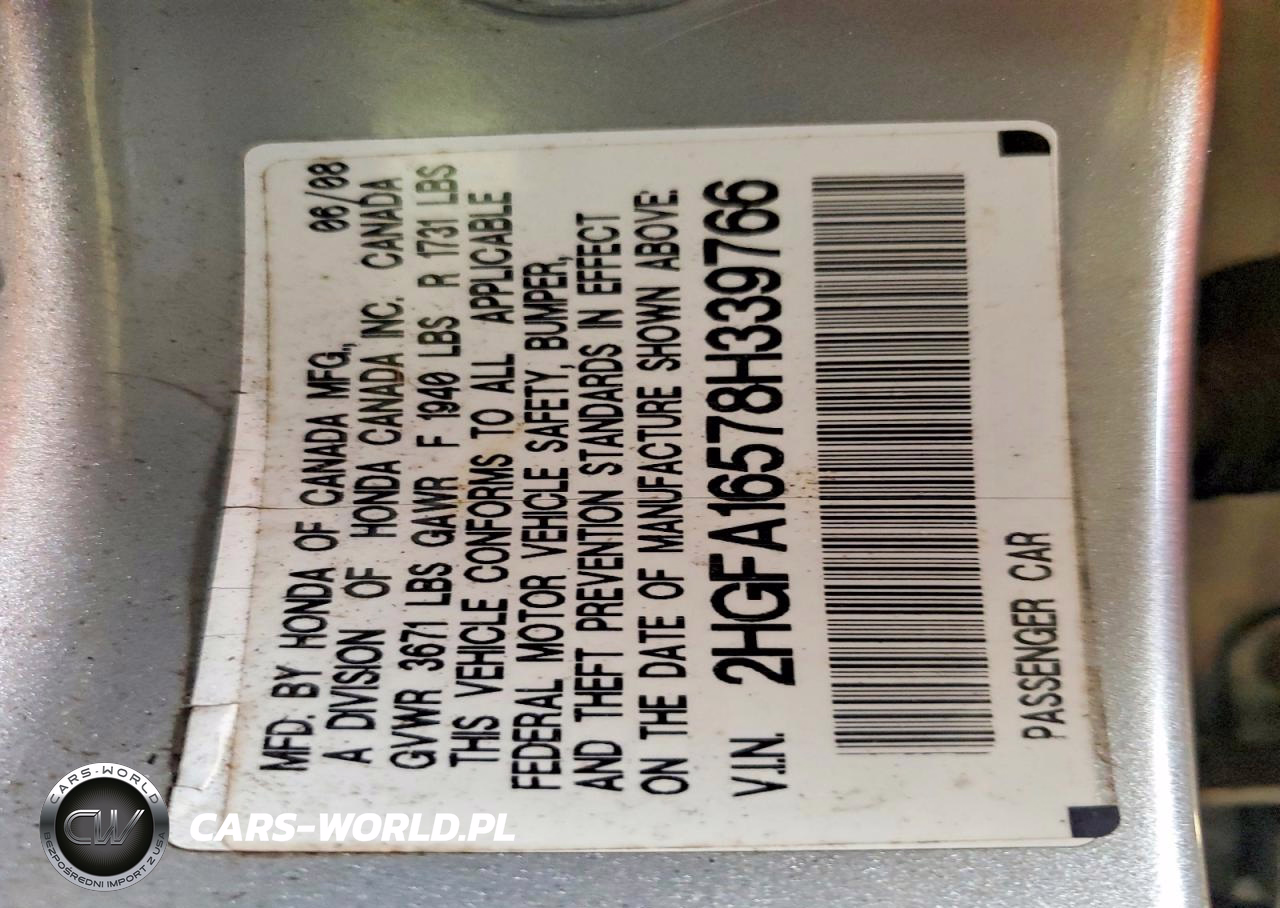 MFD. BY HONDA OF CANADA MFG., 06/08
A DIVISION OF HONDA CANADA INC. CANADA
GVWR 3671 LBS GAWR F 1940 LBS R 1731 LBS
THIS VEHICLE CONFORMS TO ALL APPLICABLE
FEDERAL MOTOR VEHICLE SAFETY, BUMPER,
AND THEFT PREVENTION STANDARDS IN EFFECT
ON THE DATE OF MANUFACTURE SHOWN ABOVE.
V.I.N. 2HGFA16578H339766
PASSENGER CAR
CARS-WORLD
CW
BEZPOŚREDNI IMPORT Z USA
CARS-WORLD.PL